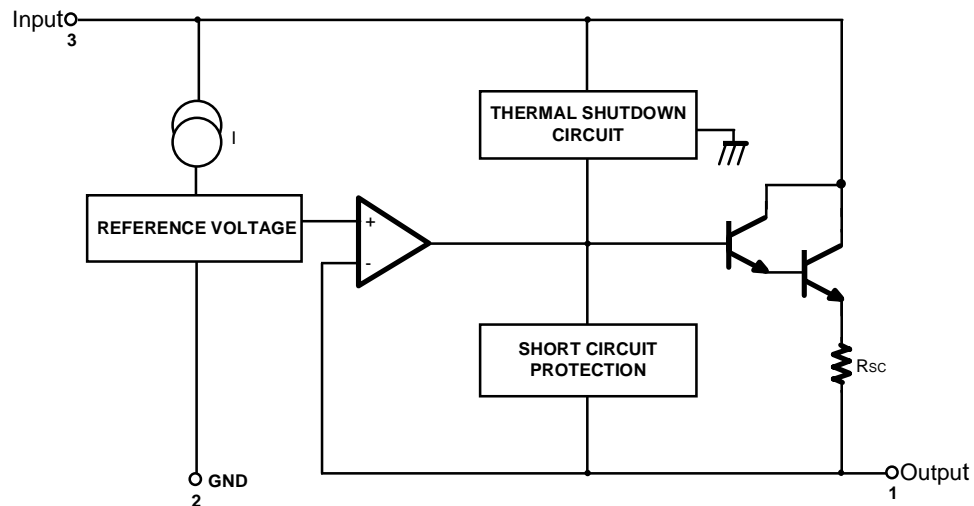 Input
3
THERMAL SHUTDOWN
CIRCUIT
I
REFERENCE VOLTAGE
+
-
SHORT CIRCUIT
PROTECTION
RSC
GND
2
Output
1